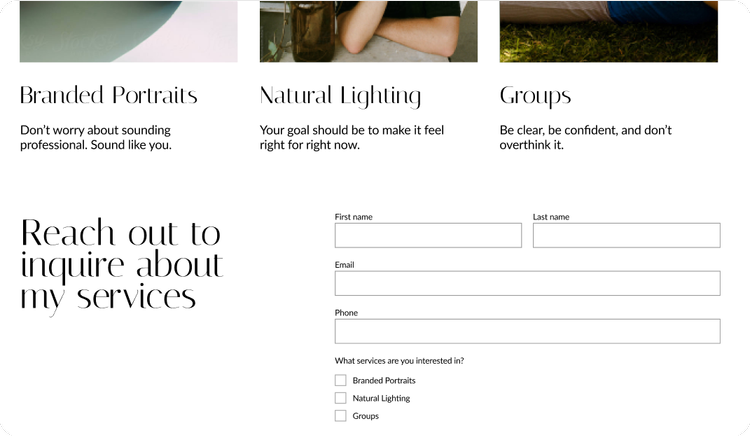 Branded Portraits
Don’t worry about sounding
professional. Sound like you.
Natural Lighting
Your goal should be to make it feel
right for right now.
Groups
Be clear, be confident, and don’t
overthink it.
Reach out to
inquire about
my services
First name
Last name
Email
Phone
What services are you interested in?
Branded Portraits
Natural Lighting
Groups